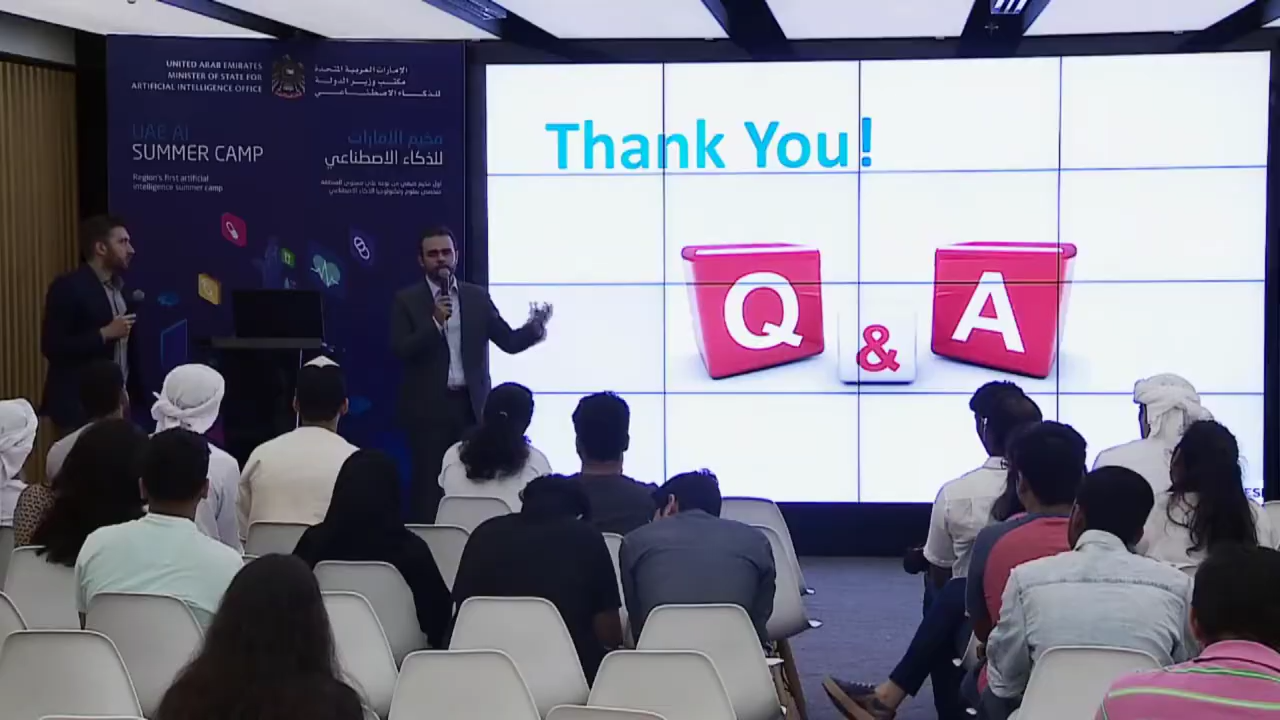 UNITED ARAB EMIRATES
MINISTER OF STATE FOR
ARTIFICIAL INTELLIGENCE OFFICE
الإمارات العربية المتحدة
مكتب وزير الدولة
للذكاء الاصطناعي
UAE AI
SUMMER CAMP
Region's first artificial
intelligence summer camp
مخيم الإمارات
للذكاء الاصطناعي
Thank You!
Q & A